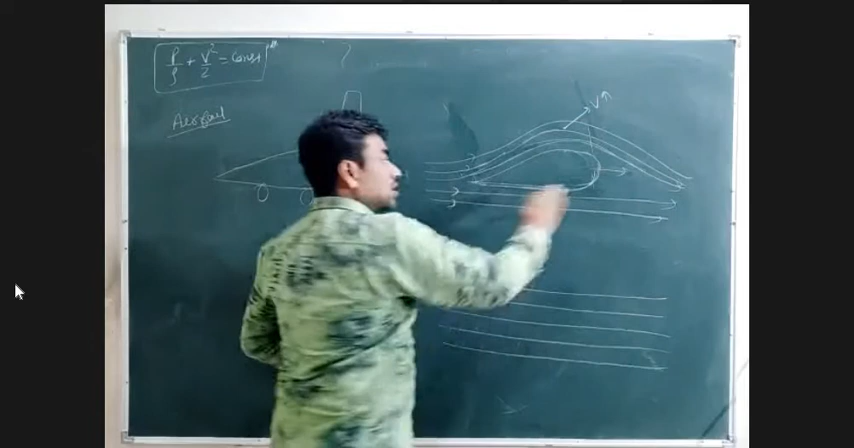 P/ρ + V²/2 = const
Aerofoil
V↑